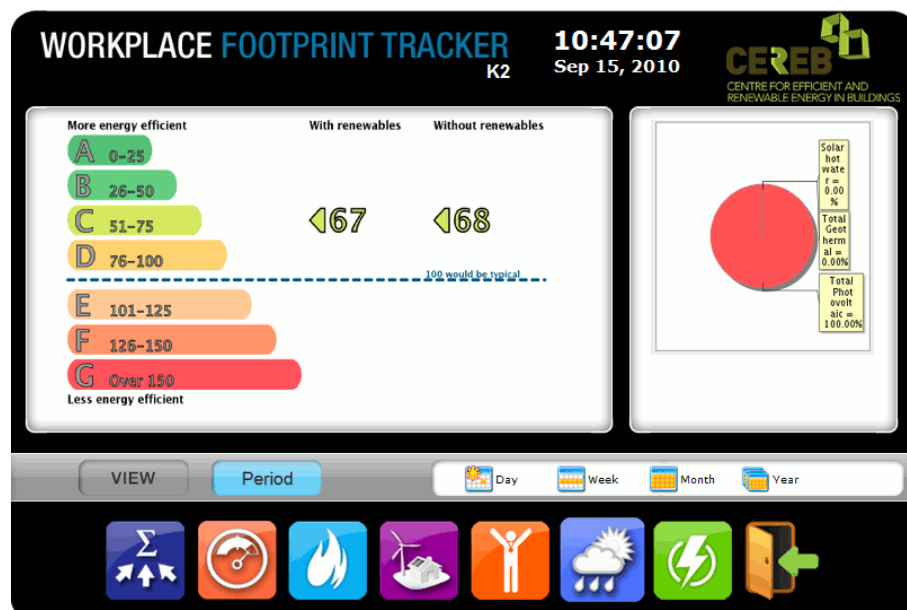 WORKPLACE FOOTPRINT TRACKER
K2
10:47:07
Sep 15, 2010
CEREB
CENTRE FOR EFFICIENT AND
RENEWABLE ENERGY IN BUILDINGS
More energy efficient
With renewables
Without renewables
A 0-25
B 26-50
C 51-75
67
68
D 76-100
100 would be typical
E 101-125
F 126-150
G Over 150
Less energy efficient
Solar
hot
wate
r =
0.00
%
Total
Geot
herm
al =
0.00%
Total
Phot
ovolt
aic =
100.00%
VIEW
Period
Day
Week
Month
Year
Σ